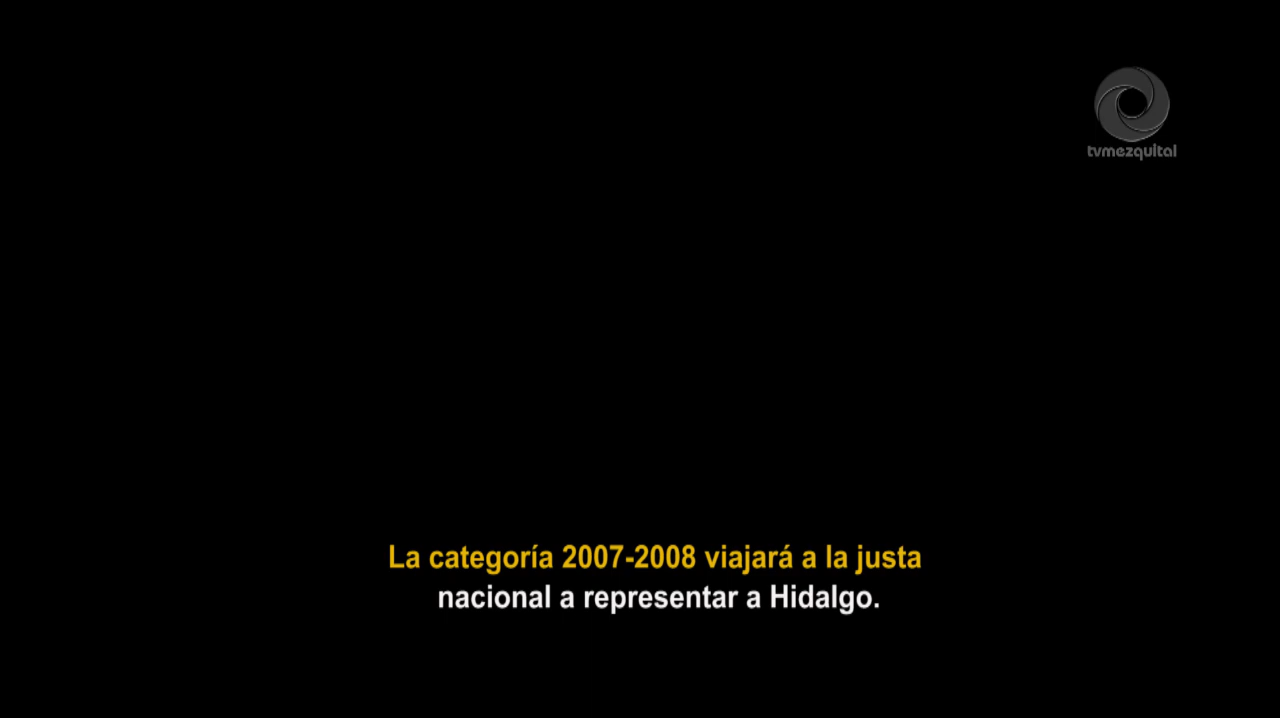 tvmezquital
La categoría 2007-2008 viajará a la justa
nacional a representar a Hidalgo.